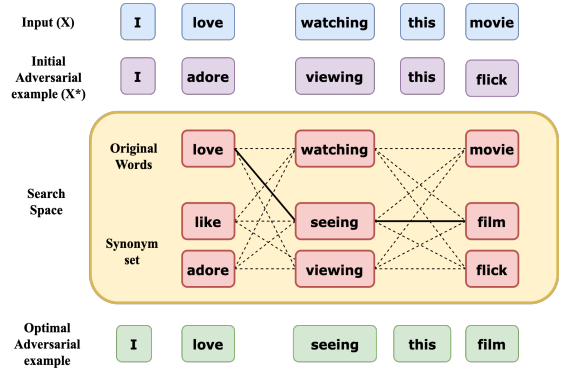 Input (X) I love watching this movie
Initial
Adversarial
example (X*)
I adore viewing this flick
Original
Words
love watching movie
Search
Space
like seeing film
Synonym
set
adore viewing flick
Optimal
Adversarial
example
I love seeing this film